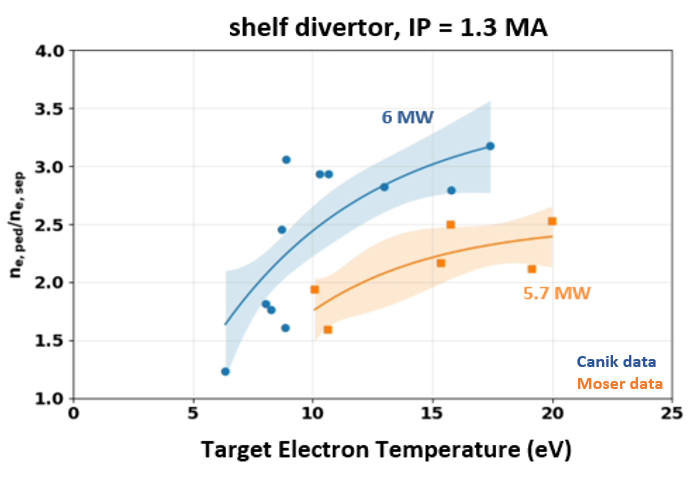 shelf divertor, IP = 1.3 MA
4.0
3.5
3.0
2.5
2.0
1.5
1.0
n_e, ped/n_e, sep
6 MW
5.7 MW
Canik data
Moser data
0
5
10
15
20
25
Target Electron Temperature (eV)